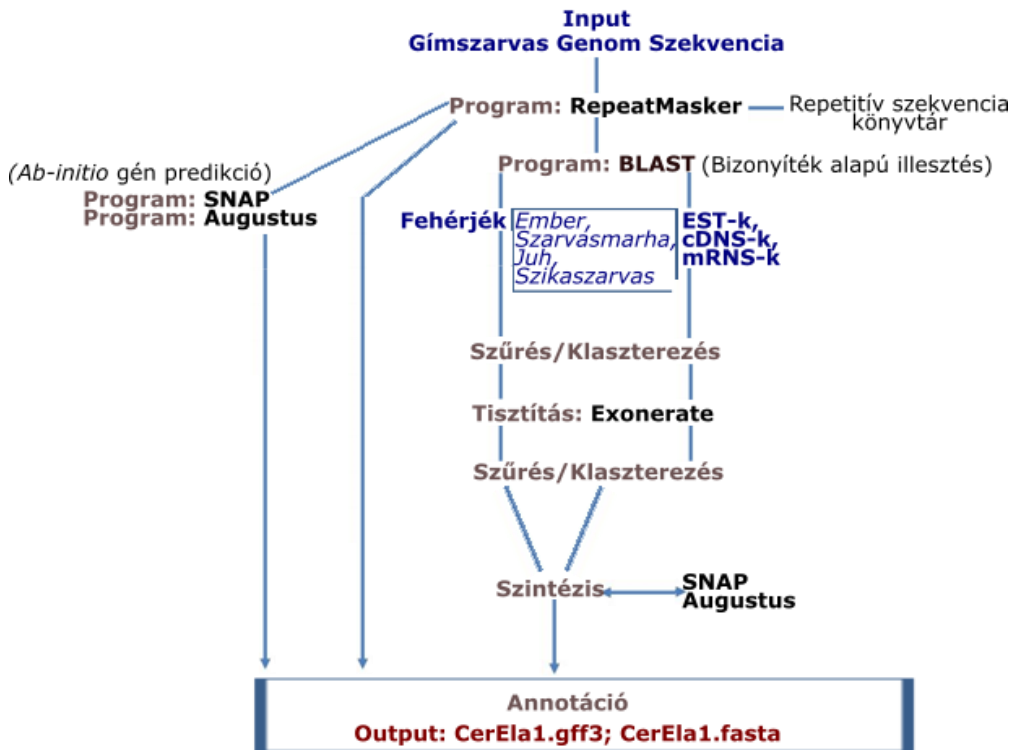 Input
Gímszarvas Genom Szekvencia
Program: RepeatMasker
Repetitív szekvencia
könyvtár
Program: BLAST (Bizonyíték alapú illesztés)
(Ab-initio gén predikció)
Program: SNAP
Program: Augustus
Fehérjék
Ember,
Szarvasmarha,
Juh,
Szikaszarvas
EST-k,
cDNS-k,
mRNS-k
Szűrés/Klaszterezés
Tisztítás: Exonerate
Szűrés/Klaszterezés
Szintézis
SNAP
Augustus
Annotáció
Output: CerEla1.gff3; CerEla1.fasta